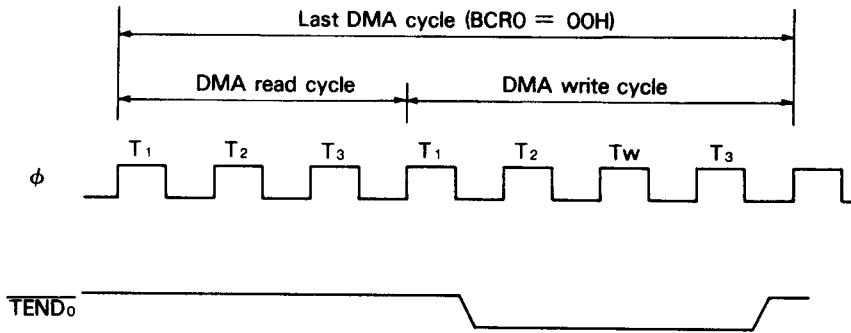 Last DMA cycle (BCR0 = 00H)
DMA read cycle DMA write cycle
T1 T2 T3 T1 T2 TW T3
φ
TEND0